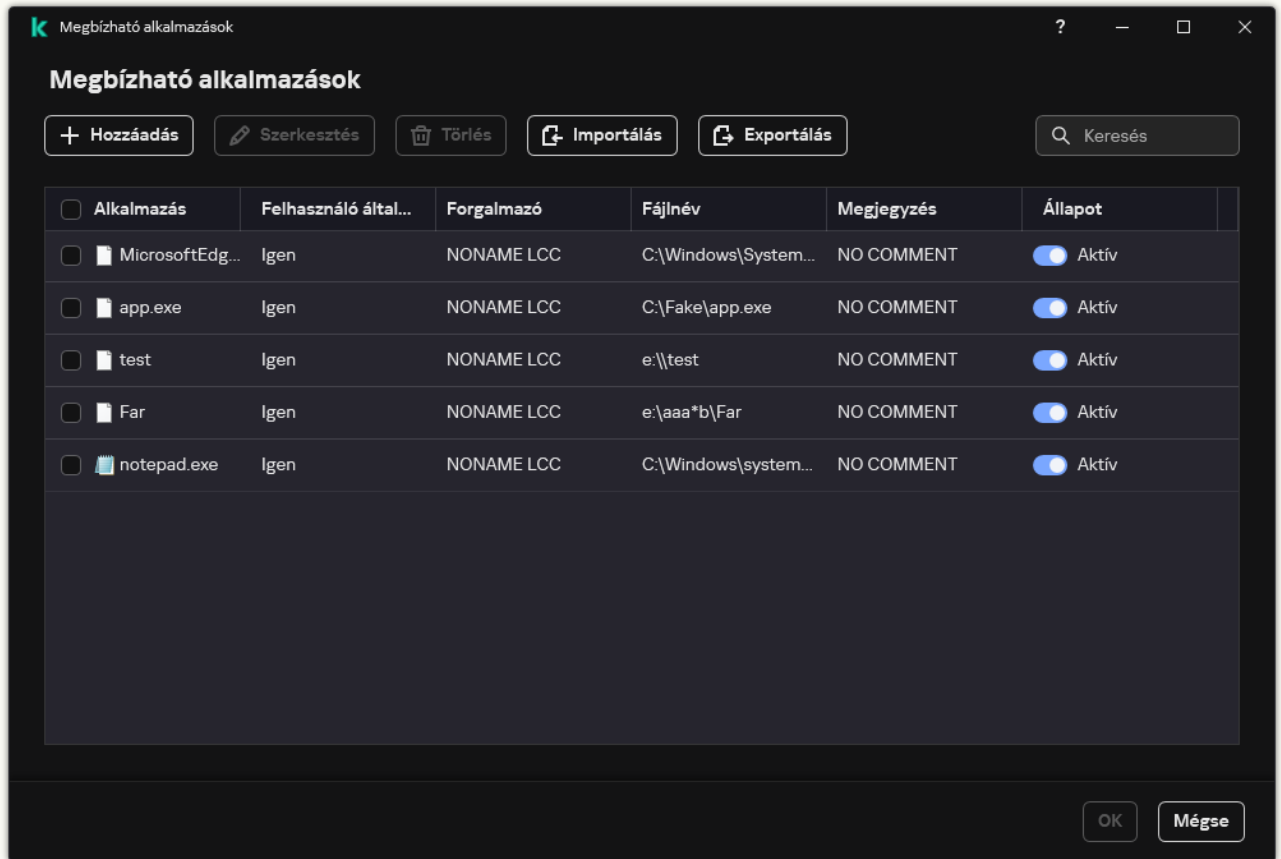 Megbízható alkalmazások
?
Megbízható alkalmazások
Hozzáadás Szerkesztés Törlés Importálás Exportálás Keresés
Alkalmazás Felhasználó által... Forgalmazó Fájlnév Megjegyzés Állapot
MicrosoftEdg... Igen NONAME LCC C:\Windows\System... NO COMMENT Aktív
app.exe Igen NONAME LCC C:\Fake\app.exe NO COMMENT Aktív
test Igen NONAME LCC e:\\test NO COMMENT Aktív
Far Igen NONAME LCC e:\aaa*b\Far NO COMMENT Aktív
notepad.exe Igen NONAME LCC C:\Windows\system... NO COMMENT Aktív
OK Mégse